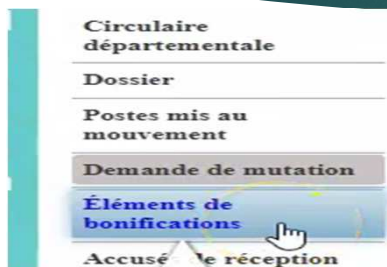 Circulaire
départementale
Dossier
Postes mis au
mouvement
Demande de mutation
Éléments de
bonifications
Accusé de réception